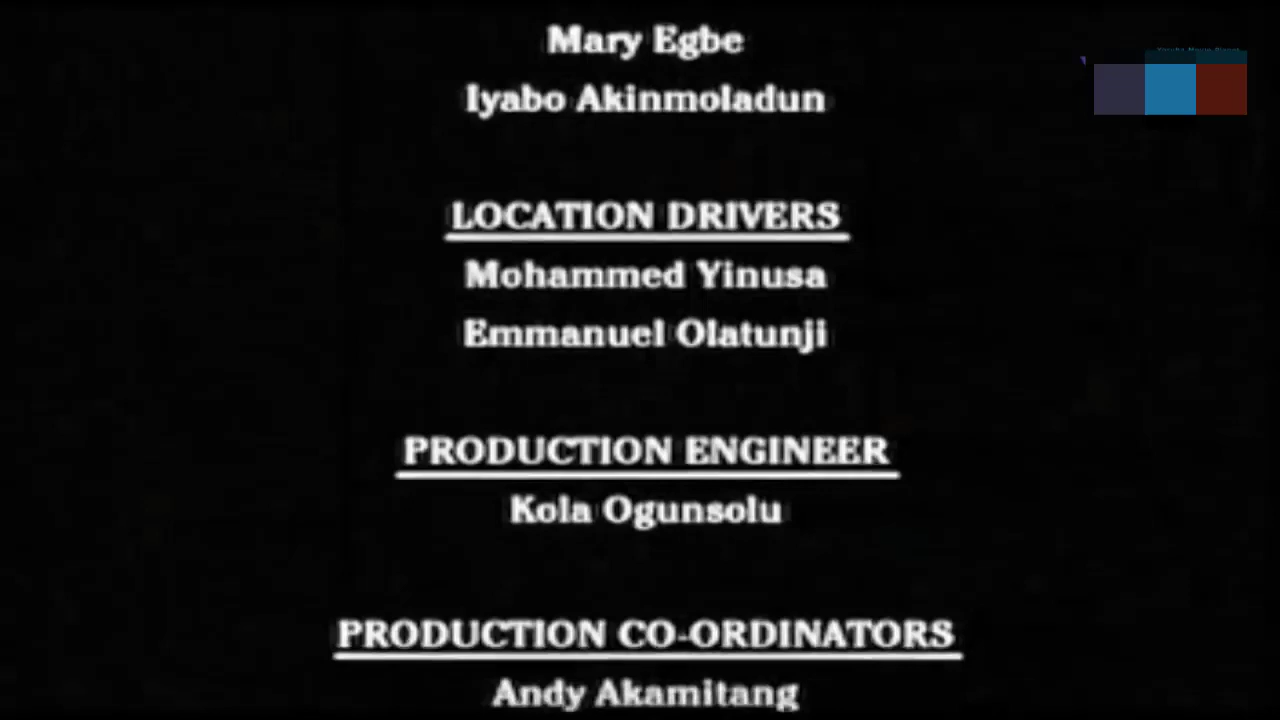 Mary Egbe
Iyabo Akinmoladun
LOCATION DRIVERS
Mohammed Yinusa
Emmanuel Olatunji
PRODUCTION ENGINEER
Kola Ogunsolu
PRODUCTION CO-ORDINATORS
Andy Akamitang